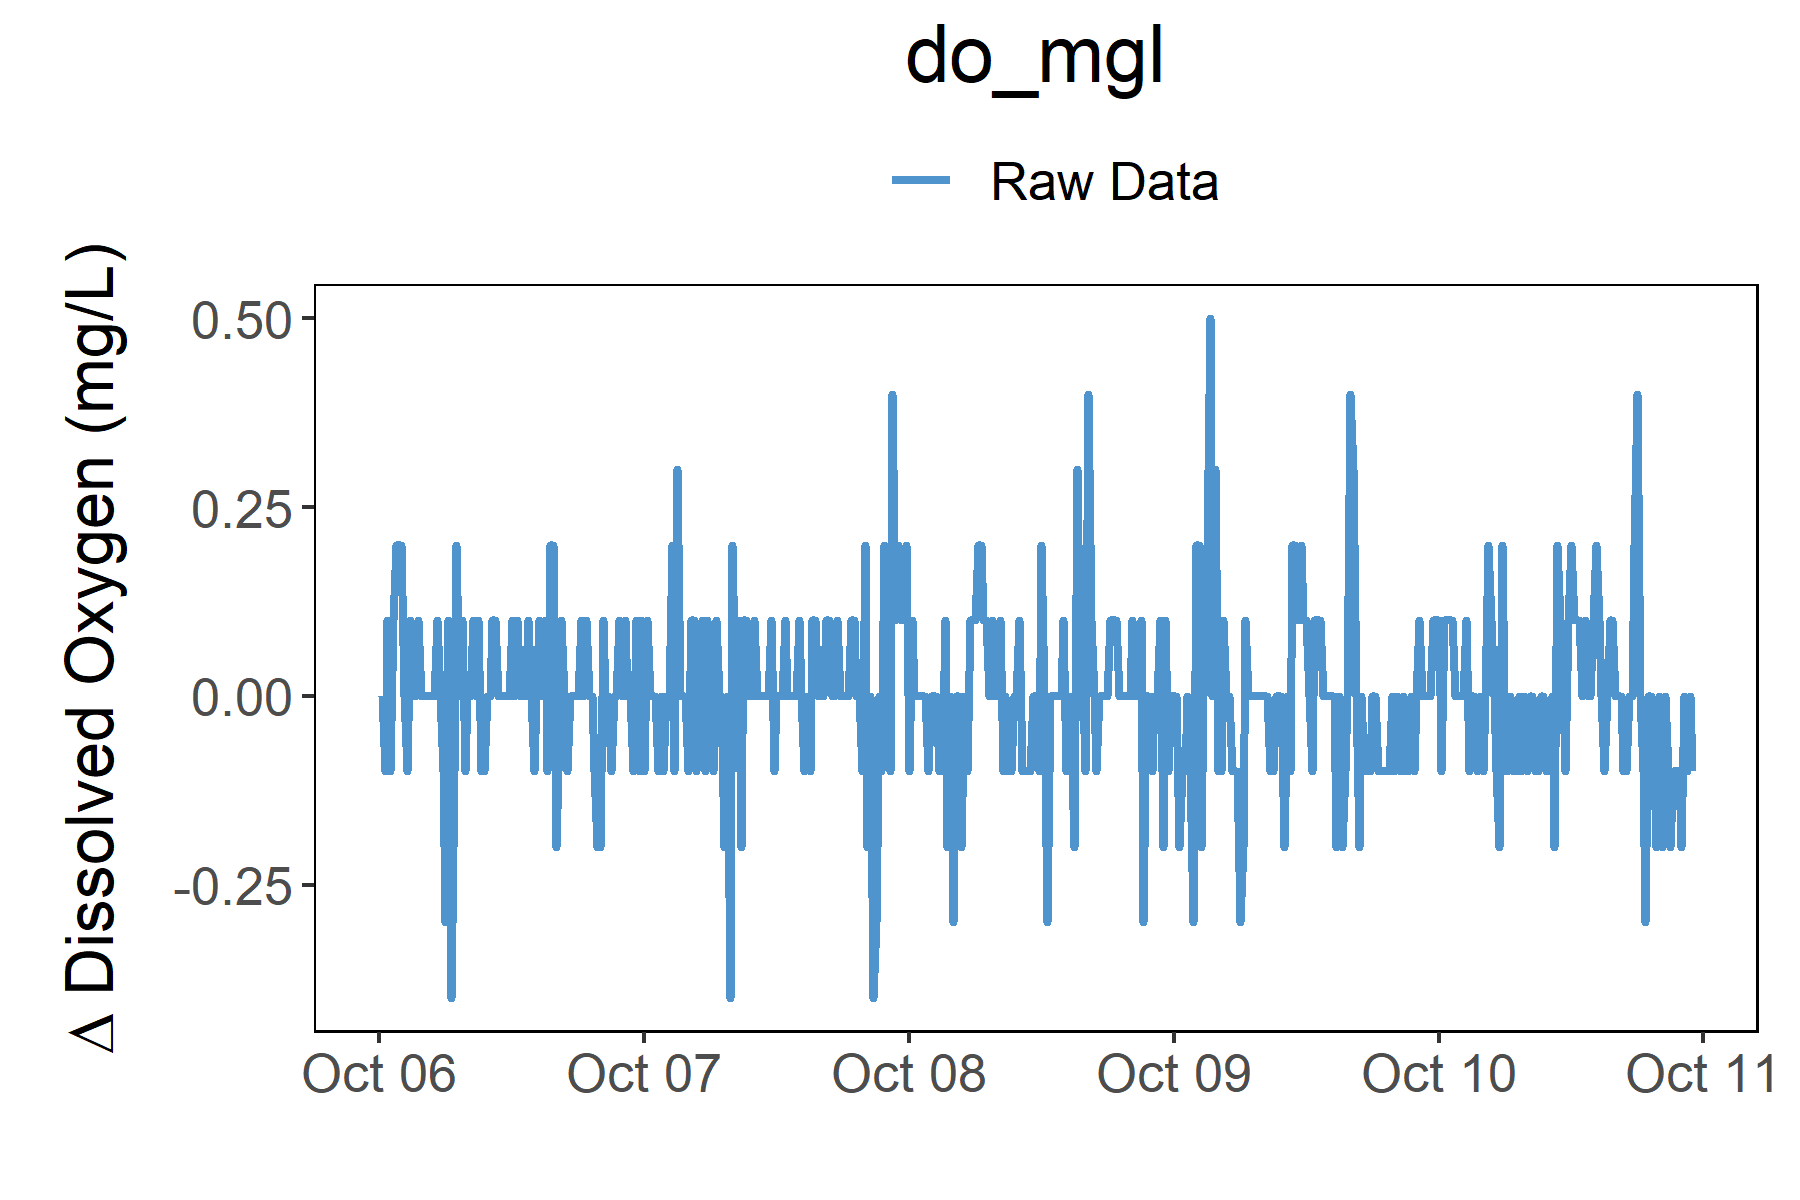 do_mgl
Raw Data
Δ Dissolved Oxygen (mg/L)
0.50
0.25
0.00
-0.25
Oct 06 Oct 07 Oct 08 Oct 09 Oct 10 Oct 11